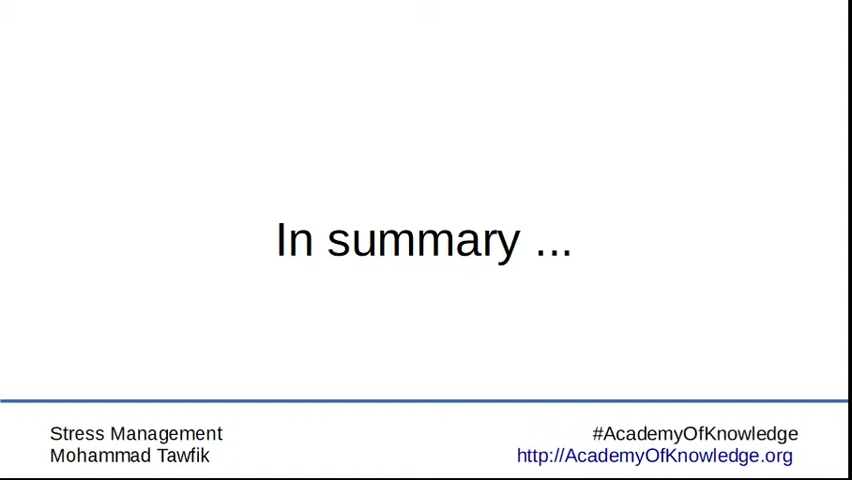 In summary ...
Stress Management
Mohammad Tawfik
#AcademyOfKnowledge
http://AcademyOfKnowledge.org